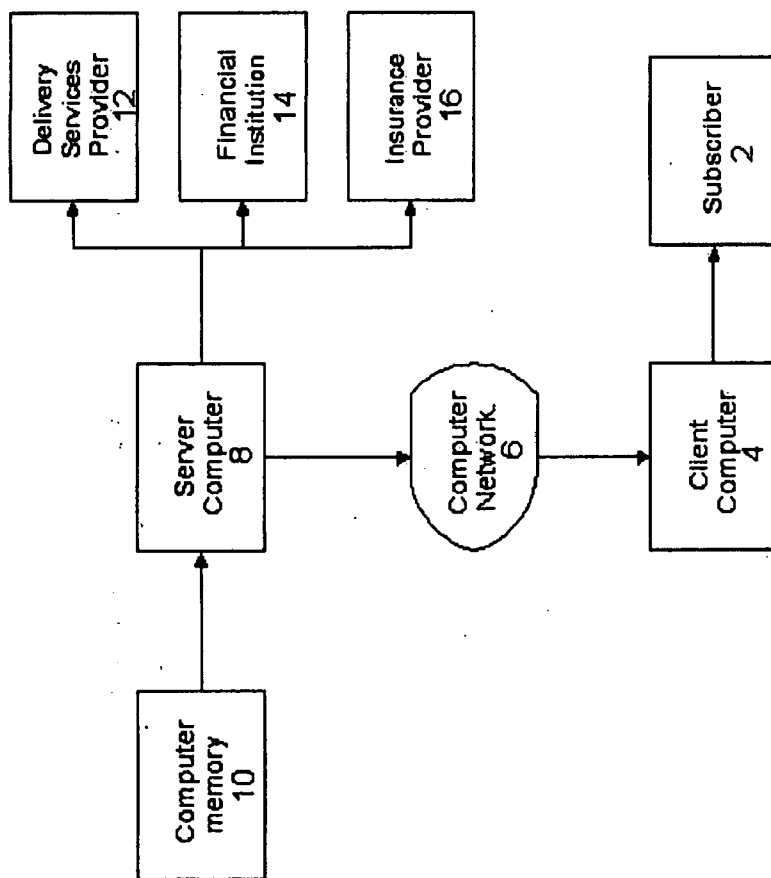 Delivery
Services
Provider
12
Financial
Institution
14
Insurance
Provider
16
Server
Computer
8
Computer
memory
10
Computer
Network.
6
Client
Computer
4
Subscriber
2